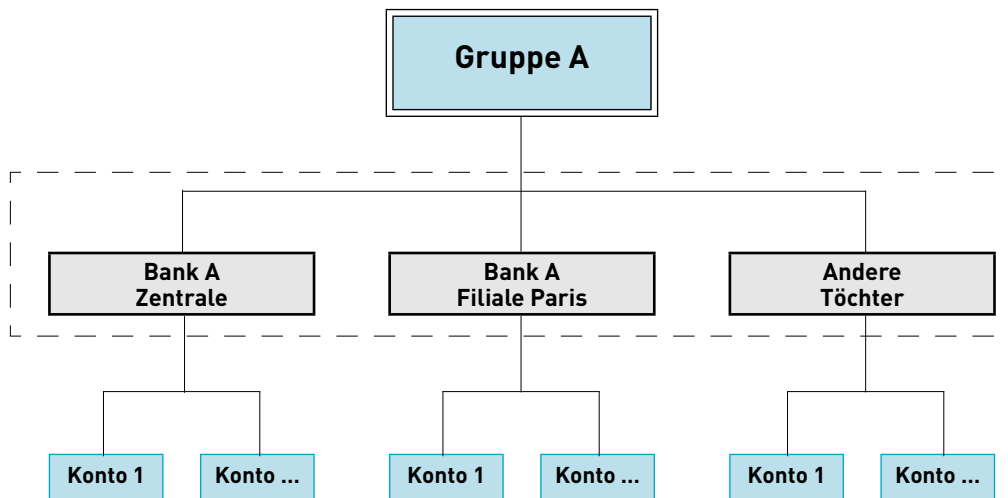 Gruppe A
Bank A
Zentrale
Bank A
Filiale Paris
Andere
Töchter
Konto 1
Konto ...
Konto 1
Konto ...
Konto 1
Konto ...